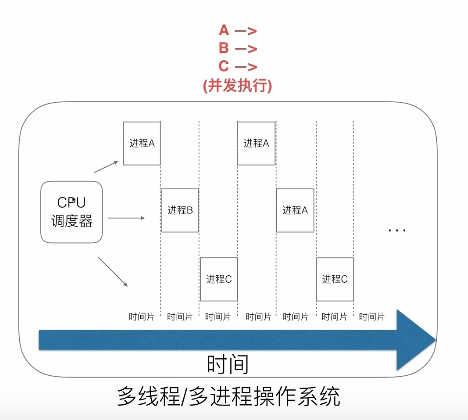 A —>
B —>
C —>
(并发执行)
进程A
进程A
CPU
调度器
进程B
进程A
...
进程C
进程C
时间片
时间片
时间片
时间片
时间片
时间片
时间片
时间
多线程/多进程操作系统